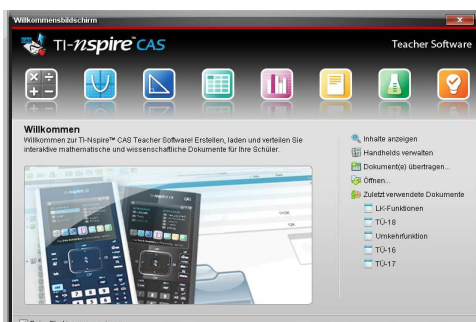 Willkommensbildschirm
TI-nspire™ CAS
Teacher Software
Willkommen
Willkommen zur TI-Nspire™ CAS Teacher Software! Erstellen, laden und verteilen Sie
interaktive mathematische und wissenschaftliche Dokumente für Ihre Schüler.
Inhalte anzeigen
Handhelds verwalten
Dokument(e) übertragen...
Öffnen...
Zuletzt verwendete Dokumente
LK-Funktionen
TÜ-18
Umkehrfunktion
TÜ-16
TÜ-17